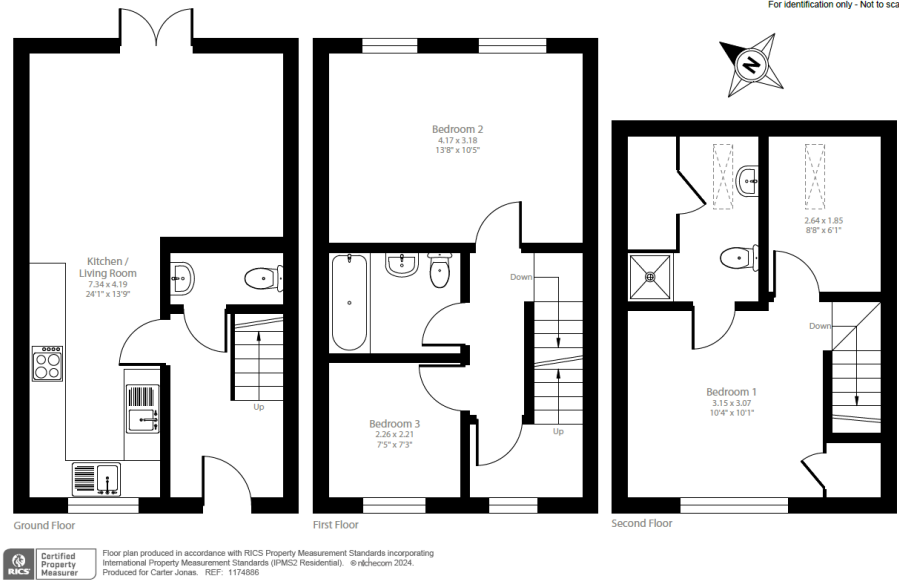 For identification only - Not to sca
N
Bedroom 2
4.17 x 3.18
13'8" x 10'5"
2.64 x 1.85
8'8" x 6'1"
Kitchen /
Living Room
7.34 x 4.19
24'1" x 13'9"
Down
Down
Up
Bedroom 3
2.26 x 2.21
7'5" x 7'3"
Up
Bedroom 1
3.15 x 3.07
10'4" x 10'1"
Ground Floor
First Floor
Second Floor
RICS
Certified
Property
Measurer
Floor plan produced in accordance with RICS Property Measurement Standards incorporating
International Property Measurement Standards (IPMS2 Residential). © nichecom 2024.
Produced for Carter Jonas. REF: 1174886